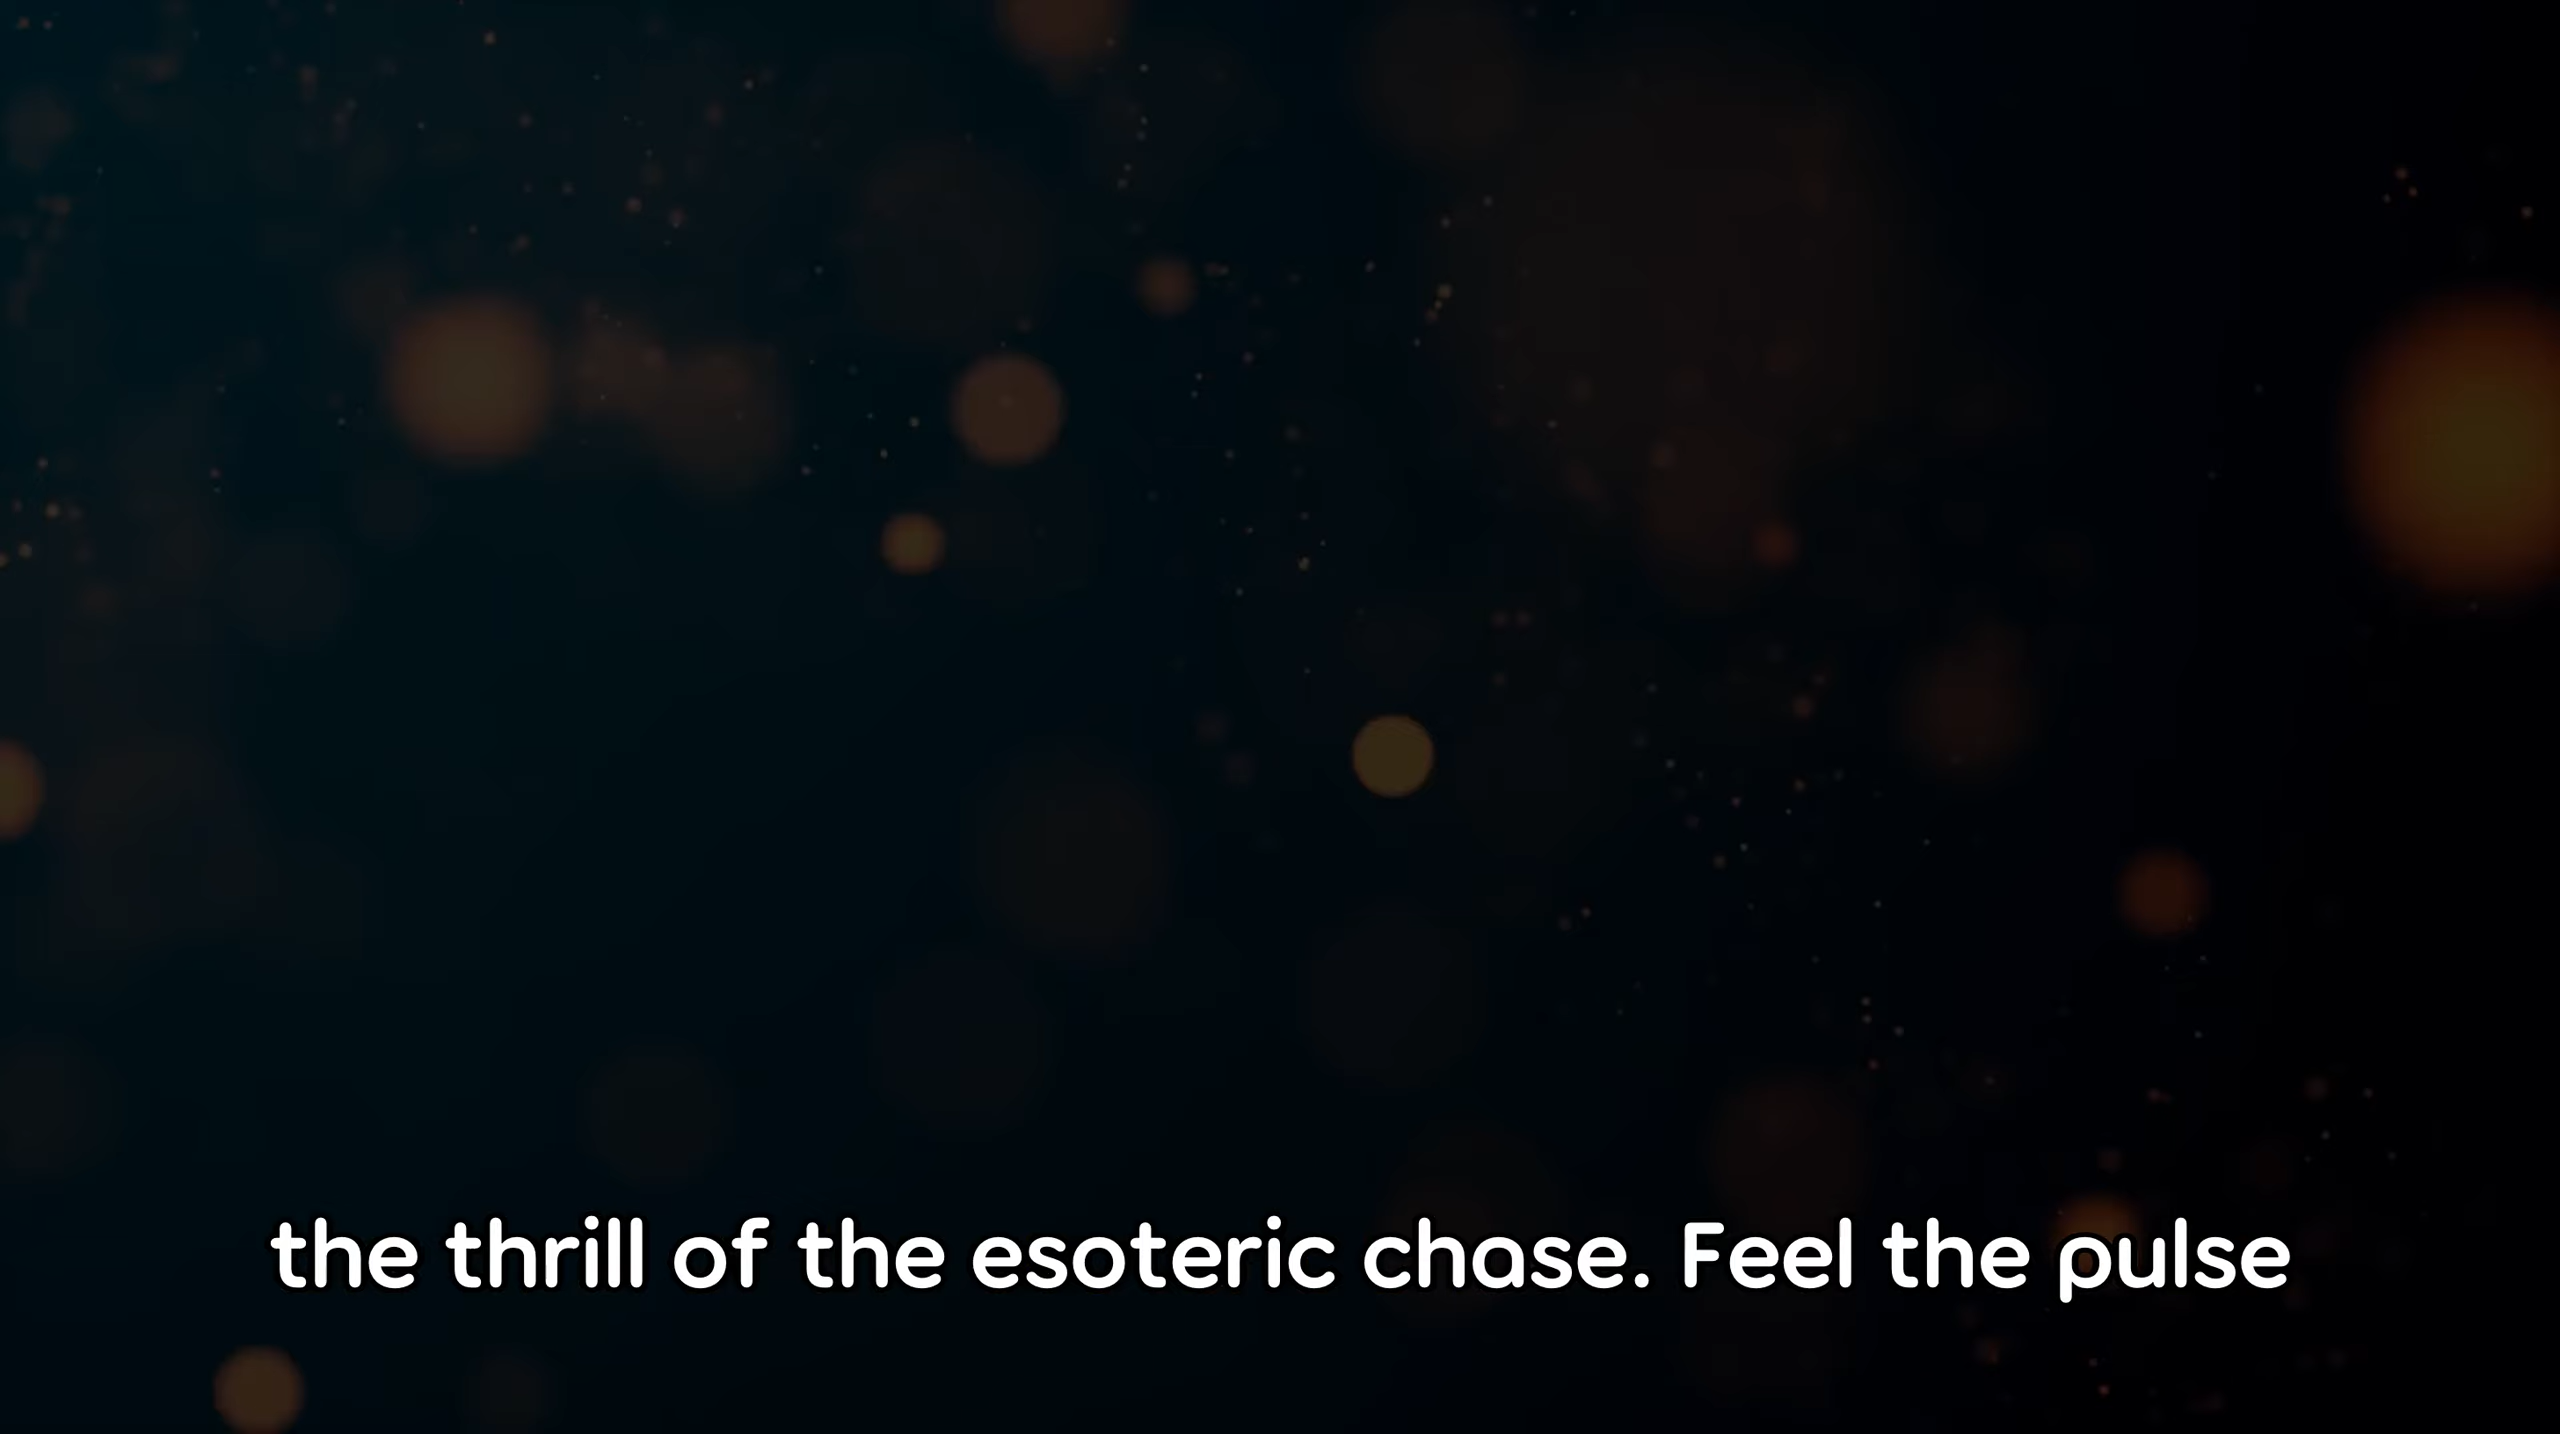 the thrill of the esoteric chase. Feel the pulse